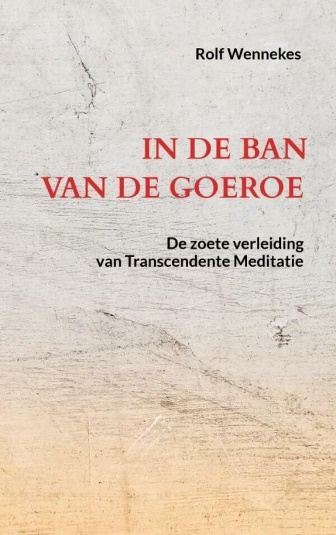 Rolf Wennekes
IN DE BAN
VAN DE GOEROE
De zoete verleiding
van Transcendente Meditatie